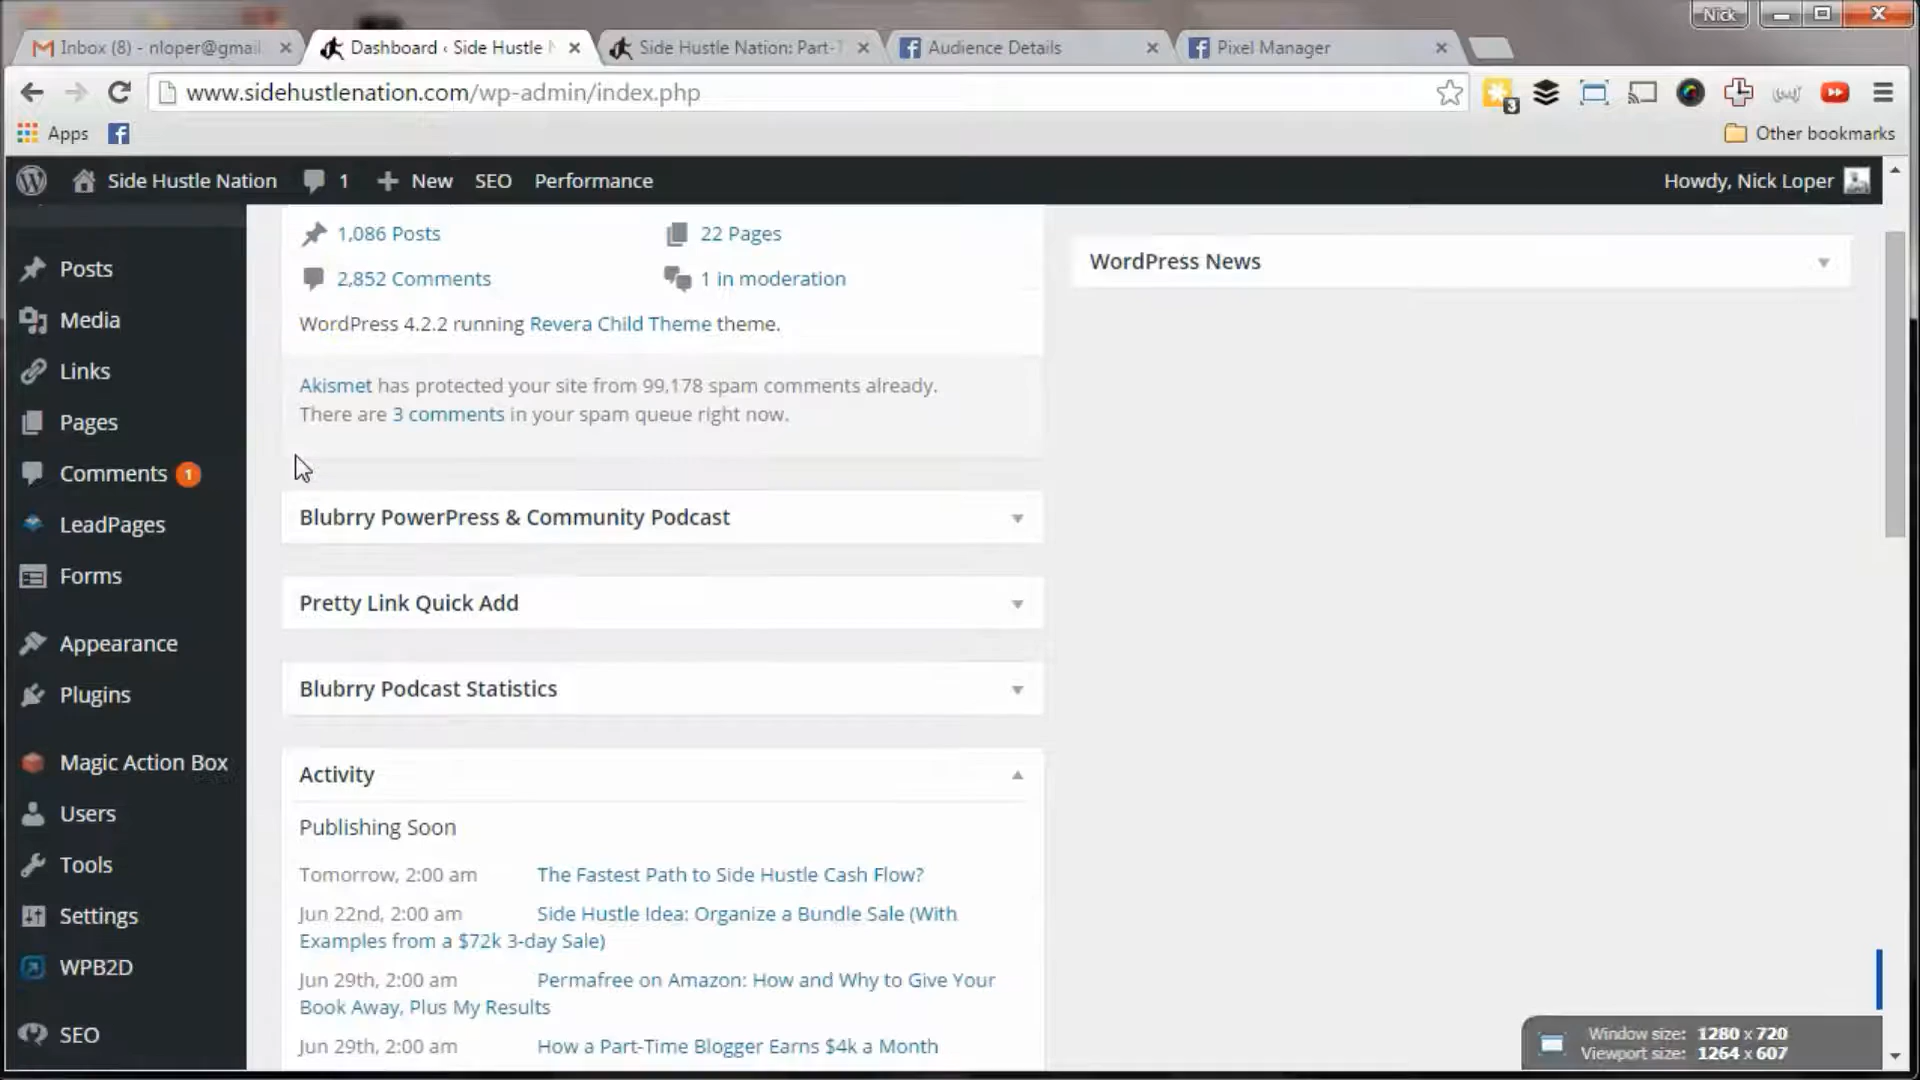 Nick
Inbox (8) - nloper@gmail.
Dashboard ‹ Side Hustle N
Side Hustle Nation: Part-T
Audience Details
Pixel Manager
www.sidehustlenation.com/wp-admin/index.php
3
Apps
Other bookmarks
Side Hustle Nation
1
New
SEO
Performance
Howdy, Nick Loper
Posts
Media
Links
Pages
Comments 1
LeadPages
Forms
Appearance
Plugins
Magic Action Box
Users
Tools
Settings
WPB2D
SEO
1,086 Posts
22 Pages
2,852 Comments
1 in moderation
WordPress 4.2.2 running Revera Child Theme theme.
Akismet has protected your site from 99,178 spam comments already.
There are 3 comments in your spam queue right now.
Blubrry PowerPress & Community Podcast
Pretty Link Quick Add
Blubrry Podcast Statistics
Activity
Publishing Soon
Tomorrow, 2:00 am The Fastest Path to Side Hustle Cash Flow?
Jun 22nd, 2:00 am Side Hustle Idea: Organize a Bundle Sale (With
Examples from a $72k 3-day Sale)
Jun 29th, 2:00 am Permafree on Amazon: How and Why to Give Your
Book Away, Plus My Results
Jun 29th, 2:00 am How a Part-Time Blogger Earns $4k a Month
WordPress News
Window size: 1280 x 720
Viewport size: 1264 x 607